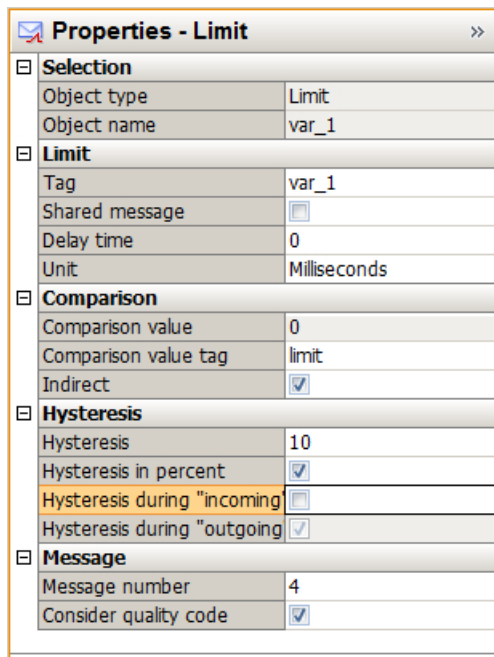 Properties - Limit »
Selection
Object type Limit
Object name var_1
Limit
Tag var_1
Shared message
Delay time 0
Unit Milliseconds
Comparison
Comparison value 0
Comparison value tag limit
Indirect
Hysteresis
Hysteresis 10
Hysteresis in percent
Hysteresis during "incoming"
Hysteresis during "outgoing
Message
Message number 4
Consider quality code